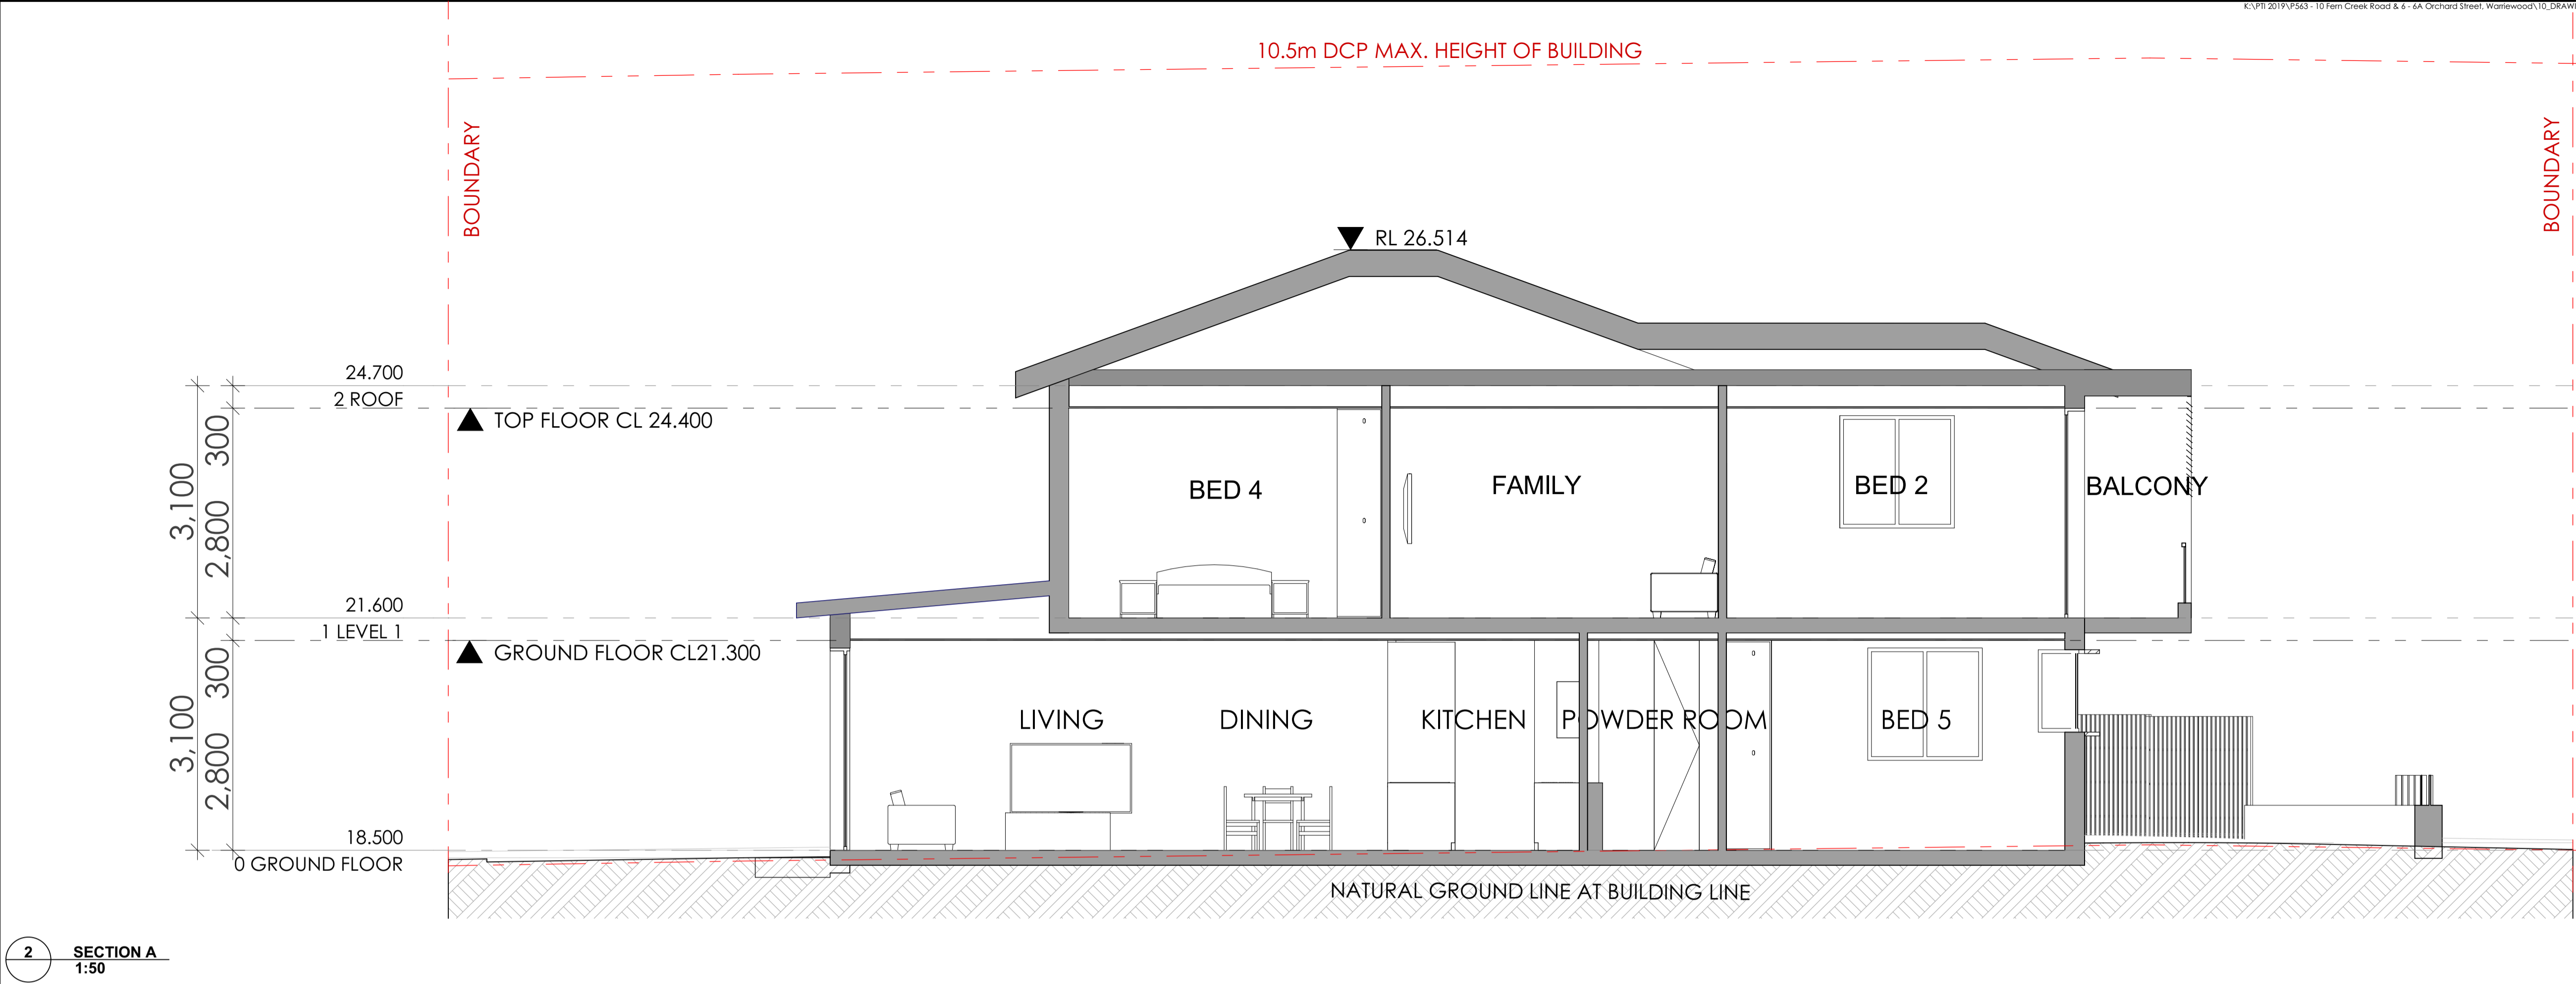 K:\PTI 2019\P563 - 10 Fern Creek Road & 6 - 6A Orchard Street, Warriewood\10_DRAWI
10.5m DCP MAX. HEIGHT OF BUILDING
BOUNDARY
BOUNDARY
RL 26.514
24.700
2 ROOF
TOP FLOOR CL 24.400
300
3,100
2,800
BED 4
FAMILY
BED 2
BALCONY
21.600
1 LEVEL 1
GROUND FLOOR CL21.300
300
3,100
2,800
LIVING
DINING
KITCHEN
POWDER ROOM
BED 5
18.500
0 GROUND FLOOR
NATURAL GROUND LINE AT BUILDING LINE
2
SECTION A
1:50